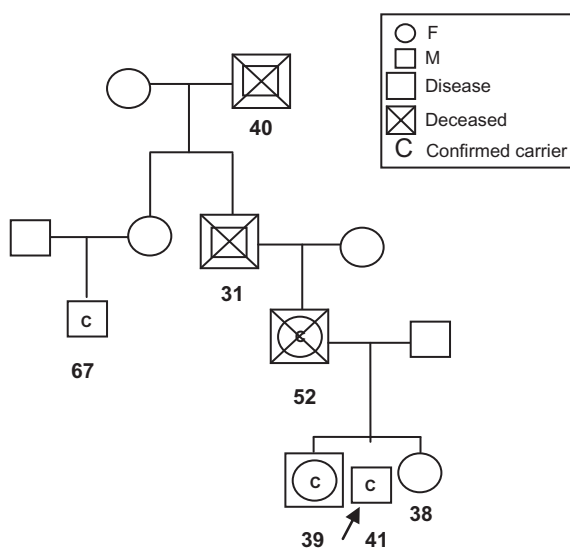 F
M
Disease
Deceased
C Confirmed carrier
40
31
C
67
C
52
C
C
39
41
38